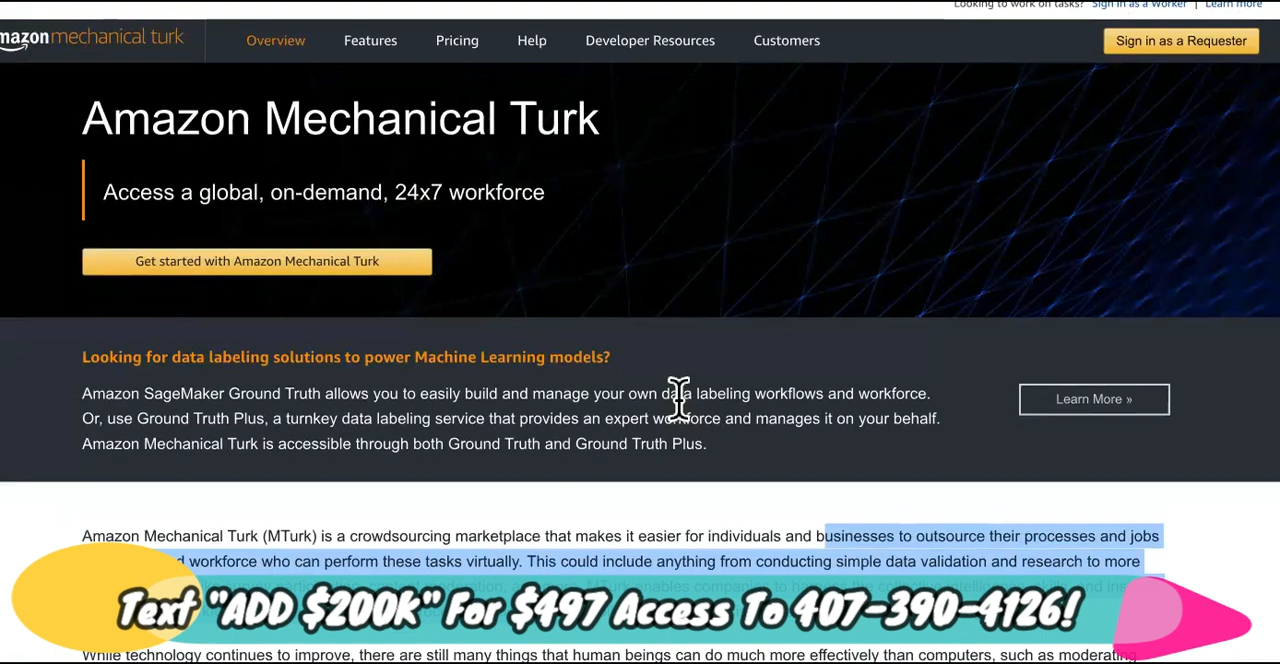 Looking to work on tasks? Sign in as a Worker | Learn more
amazon mechanical turk
Overview Features Pricing Help Developer Resources Customers
Sign in as a Requester
Amazon Mechanical Turk
Access a global, on-demand, 24x7 workforce
Get started with Amazon Mechanical Turk
Looking for data labeling solutions to power Machine Learning models?
Amazon SageMaker Ground Truth allows you to easily build and manage your own data labeling workflows and workforce.
Or, use Ground Truth Plus, a turnkey data labeling service that provides an expert workforce and manages it on your behalf.
Amazon Mechanical Turk is accessible through both Ground Truth and Ground Truth Plus.
Learn More »
Amazon Mechanical Turk (MTurk) is a crowdsourcing marketplace that makes it easier for individuals and businesses to outsource their processes and jobs
workforce who can perform these tasks virtually. This could include anything from conducting simple data validation and research to more
Text "ADD $200K" For $497 Access To 407-390-4126!
While technology continues to improve, there are still many things that human beings can do much more effectively than computers, such as moderating